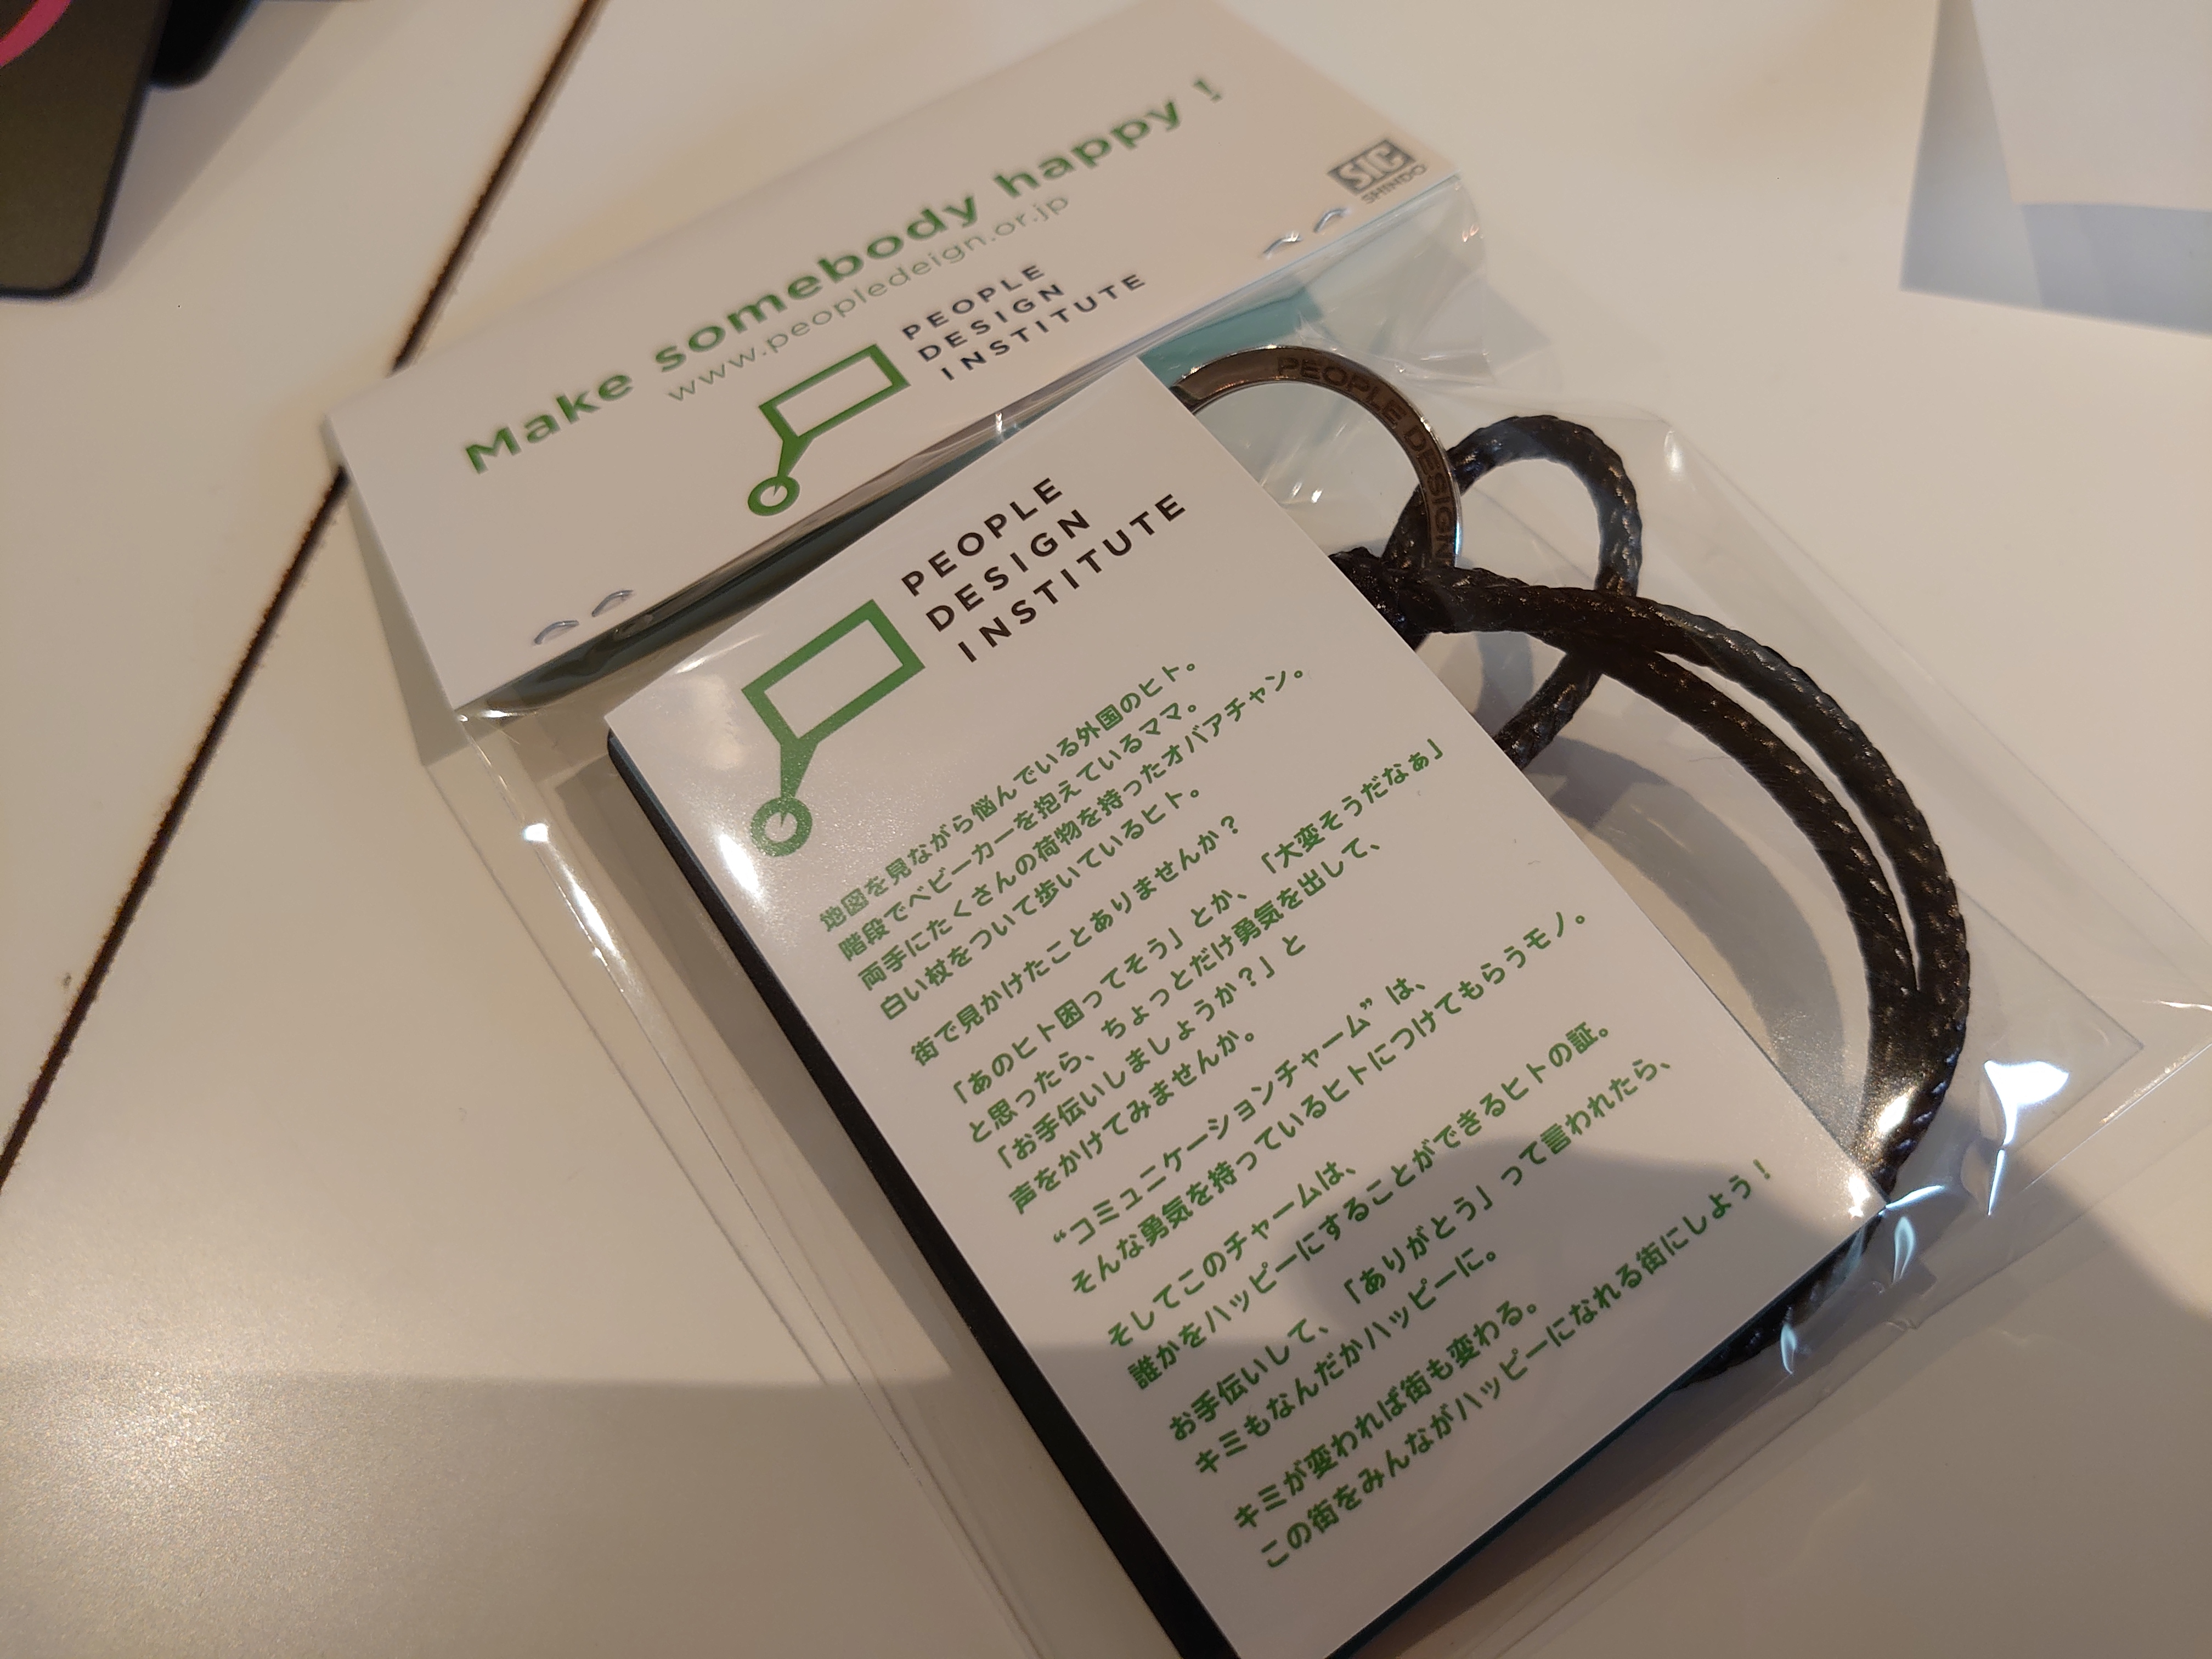 Make somebody happy !
www.peopledeign.or.jp
PEOPLE
DESIGN
INSTITUTE
SIC
SHINDO
PEOPLE DESIGN
PEOPLE
DESIGN
INSTITUTE
地図を見ながら悩んでいる外国のヒト。
階段でベビーカーを抱えているママ。
両手にたくさんの荷物を持ったオバアチャン。
白い杖をついて歩いているヒト。
街で見かけたことありませんか？
「あのヒト困ってそう」とか、「大変そうだなぁ」
と思ったら、ちょっとだけ勇気を出して、
「お手伝いしましょうか？」と
声をかけてみませんか。
“コミュニケーションチャーム”は、
そんな勇気を持っているヒトにつけてもらうモノ。
そしてこのチャームは、
誰かをハッピーにすることができるヒトの証。
お手伝いして、「ありがとう」って言われたら、
キミもなんだかハッピーに。
キミが変われば街も変わる。
この街をみんながハッピーになれる街にしよう！